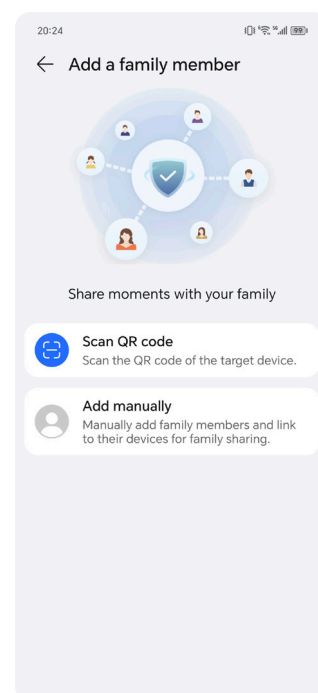 20:24
99
Add a family member
Share moments with your family
Scan QR code
Scan the QR code of the target device.
Add manually
Manually add family members and link
to their devices for family sharing.